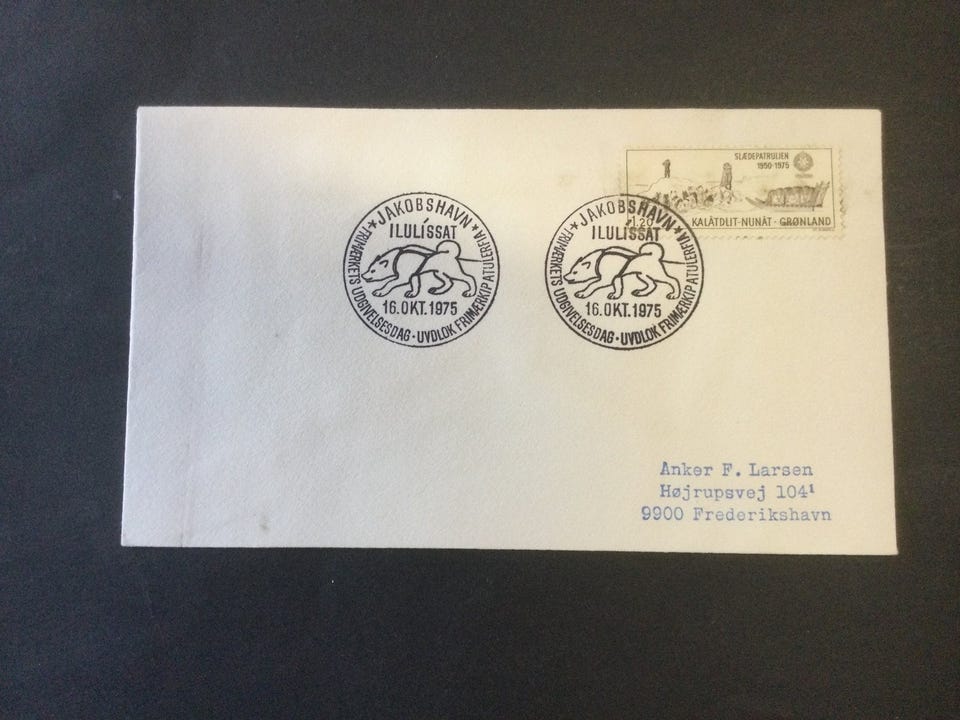 SLÆDEPATRULJEN
1950-1975
1.20
KALÂTDLIT-NUNÂT · GRØNLAND
★ JAKOBSHAVN ★
ILULÍSSAT
16.OKT.1975
FRIMÆRKETS UDGIVELSESDAG · UVDLOK FRIMÆRKIP ATULERFIA
★ JAKOBSHAVN ★
ILULÍSSAT
16.OKT.1975
FRIMÆRKETS UDGIVELSESDAG · UVDLOK FRIMÆRKIP ATULERFIA
Anker F. Larsen
Højrupsvej 104¹
9900 Frederikshavn